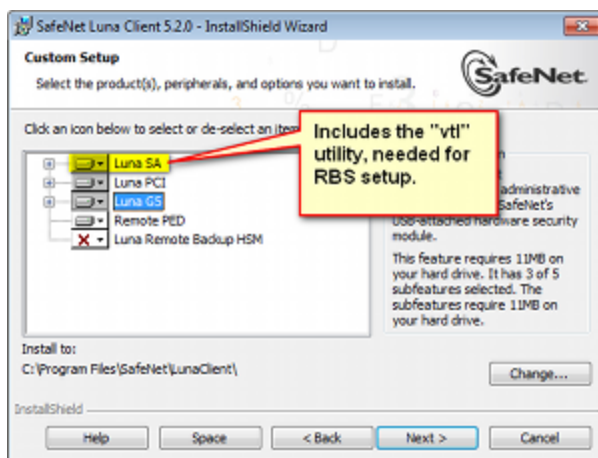 SafeNet Luna Client 5.2.0 - InstallShield Wizard
Custom Setup
Select the product(s), peripherals, and options you want to install.
SafeNet
Click an icon below to select or de-select an
Includes the "vtl"
utility, needed for
RBS setup.
Luna SA
Luna PCI
Luna G5
Remote PED
Luna Remote Backup HSM
administrative
SafeNet's
USB-attached hardware security
module.
This feature requires 11MB on
your hard drive. It has 3 of 5
subfeatures selected. The
subfeatures require 11MB on
your hard drive.
Install to:
C:\Program Files\SafeNet\LunaClient\
Change...
InstallShield
Help
Space
< Back
Next >
Cancel